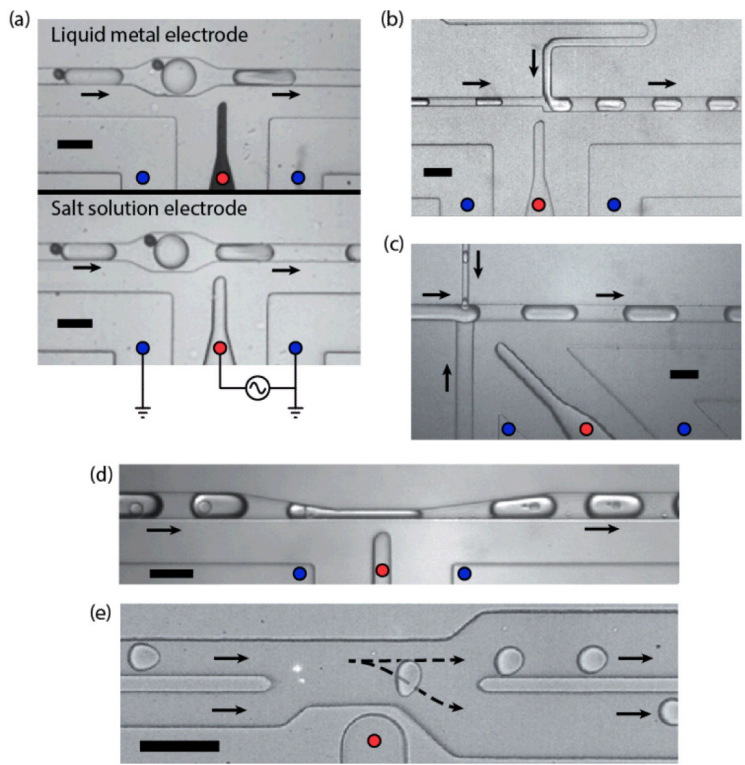 (a)
Liquid metal electrode
Salt solution electrode
(b)
(c)
(d)
(e)